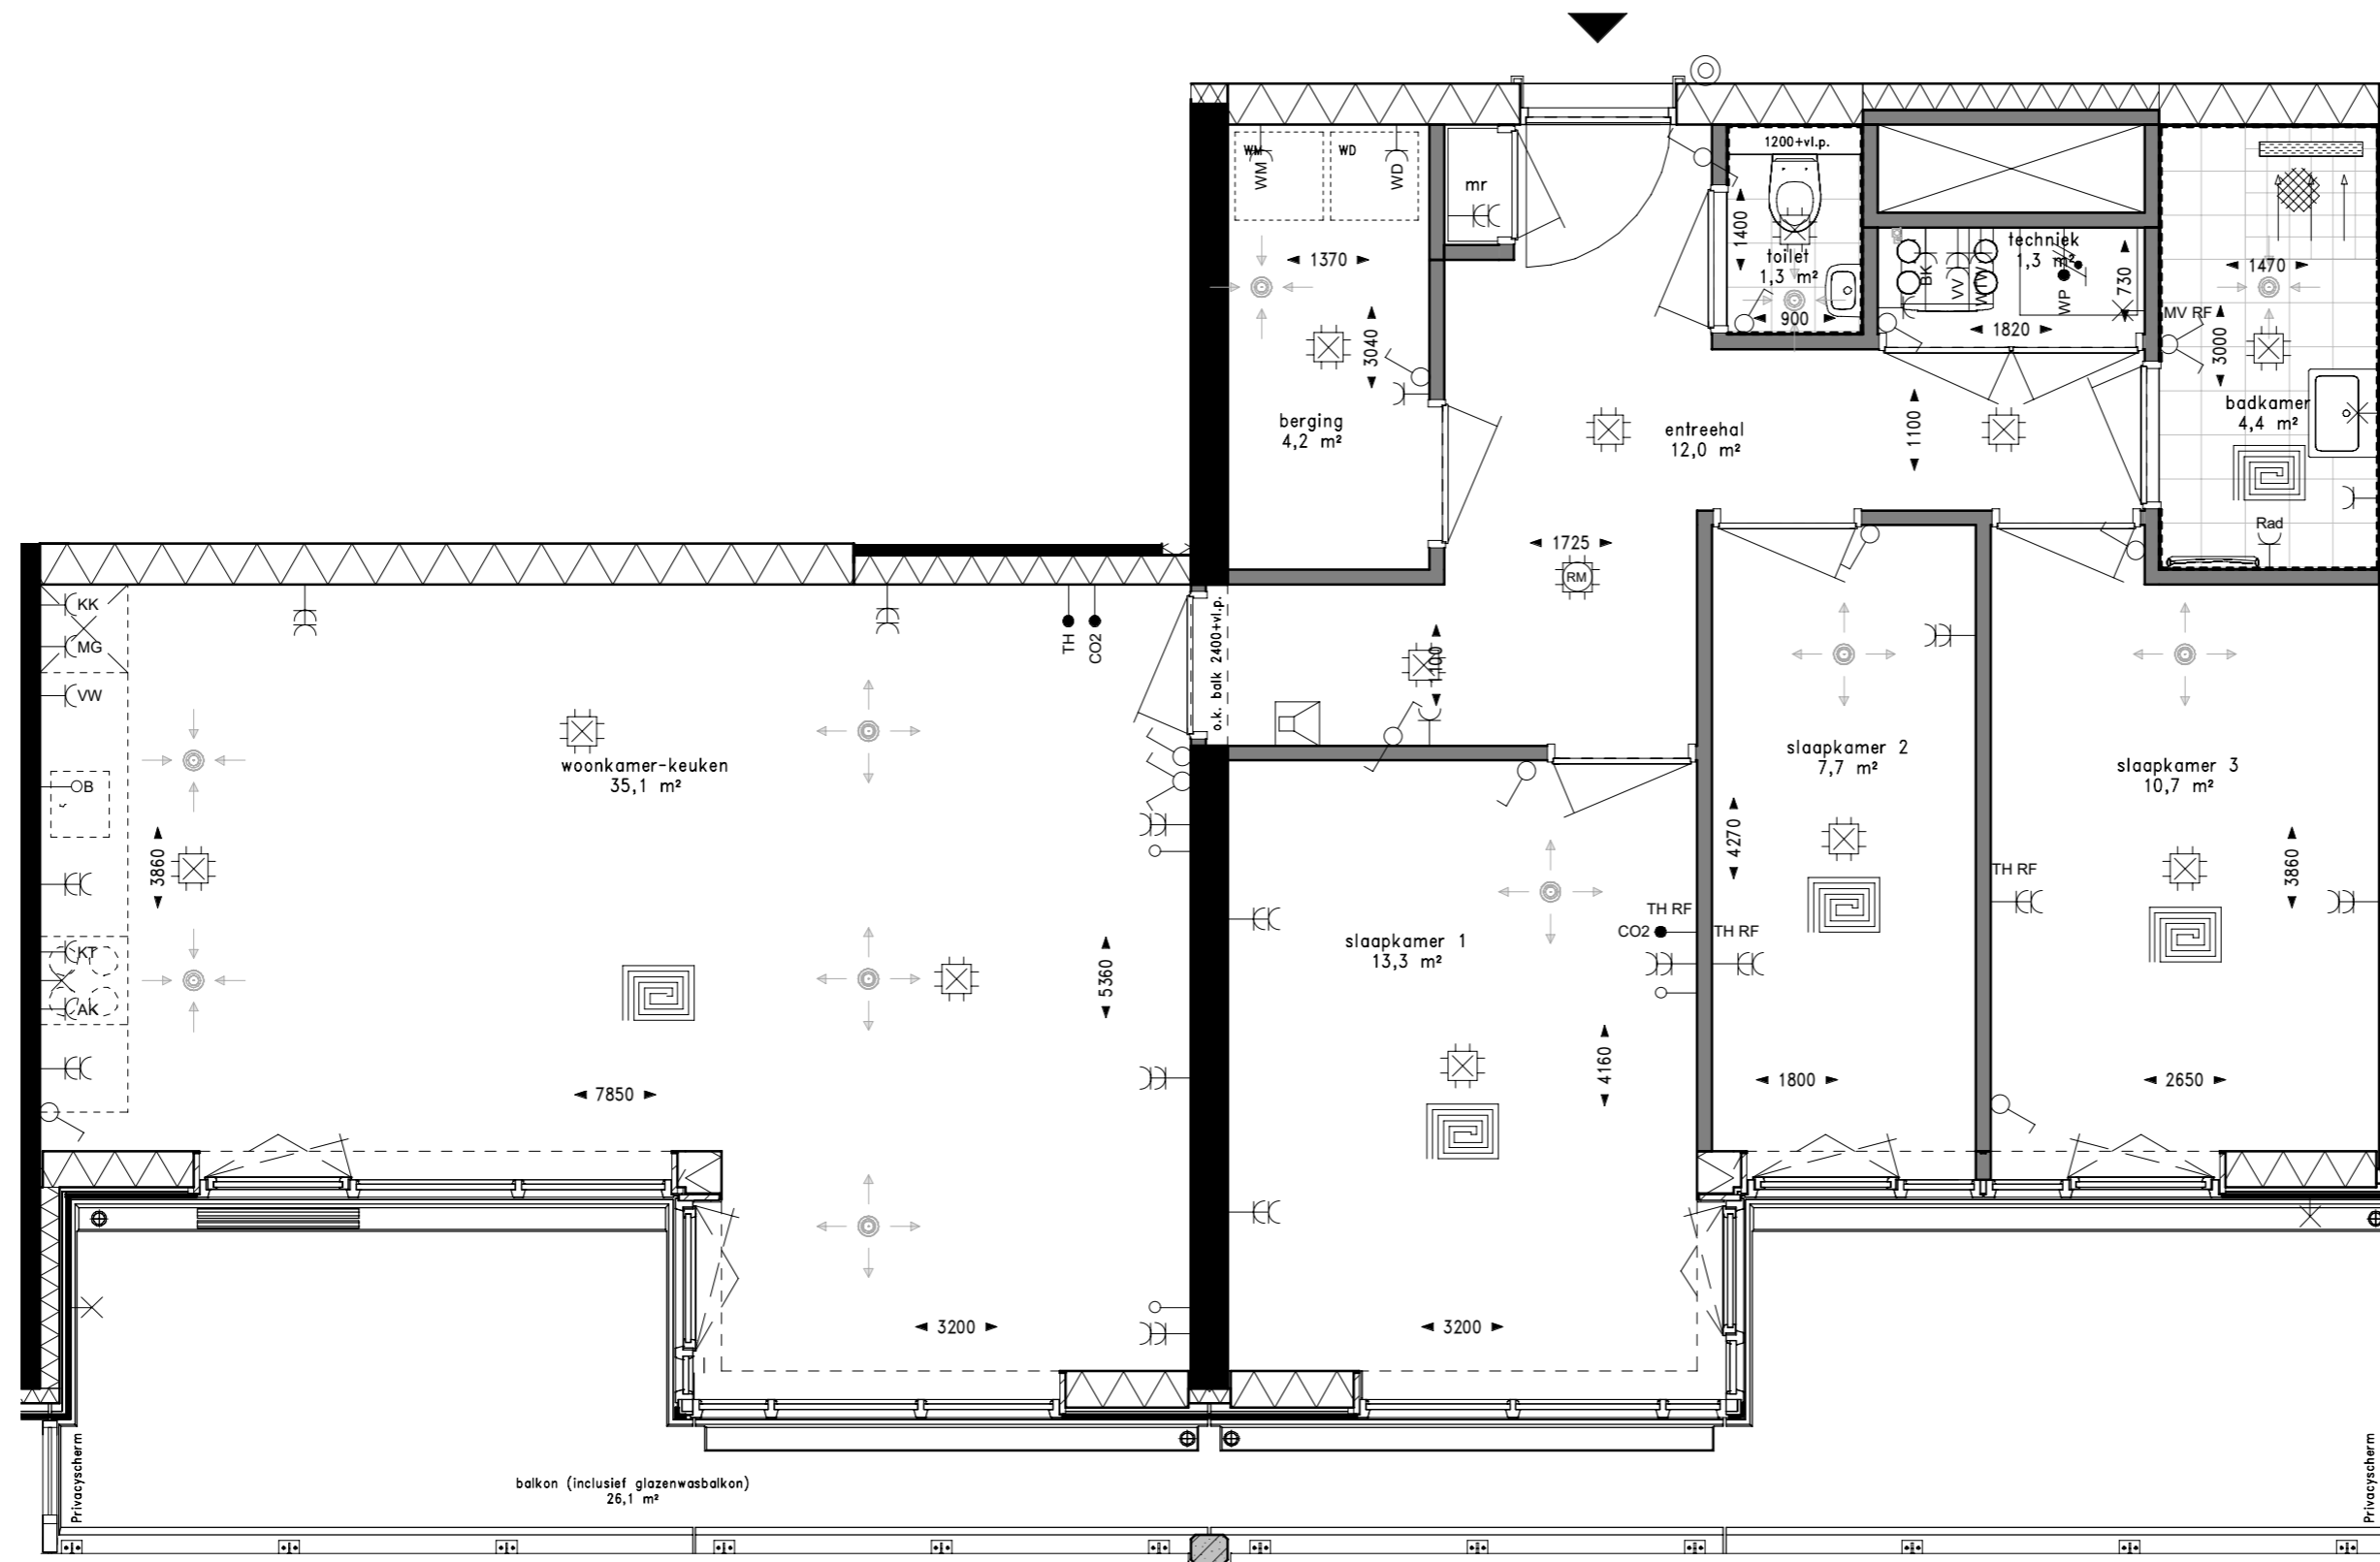 1200+vl.p.
WM
WD
WM
WD
mr
1400
toilet
1,3 m²
900
techniek
1,3 m²
BK
VV
WTW
WP
730
1820
1470
MV RF
3000
badkamer
4,4 m²
Rad
1370
3040
berging
4,2 m²
entreehal
12,0 m²
1100
1725
RM
1100
o.k. balk 2400+vl.p.
KK
MG
VW
OB
KT
AK
TH
CO2
woonkamer-keuken
35,1 m²
3860
5360
7850
3200
slaapkamer 1
13,3 m²
TH RF
CO2
4160
3200
slaapkamer 2
7,7 m²
4270
TH RF
1800
slaapkamer 3
10,7 m²
TH RF
3860
2650
Privacyscherm
balkon (inclusief glazenwasbalkon)
26,1 m²
Privacyscherm